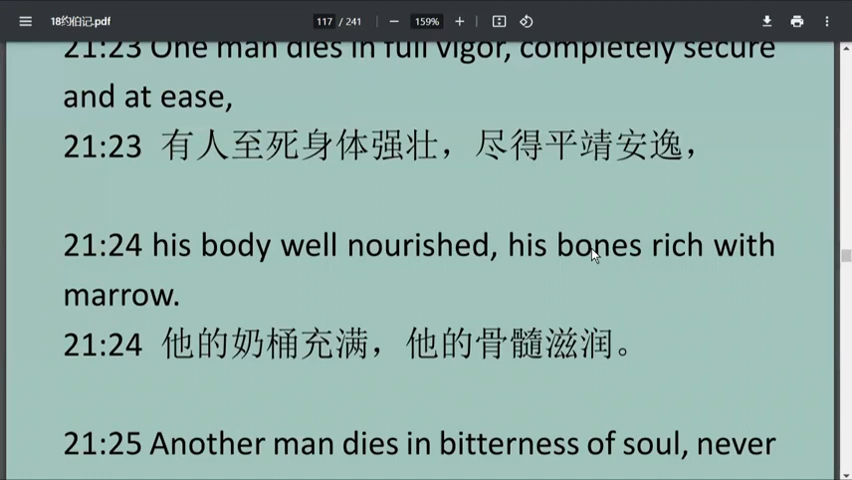 18约伯记.pdf
117 / 241
159%
21:23 One man dies in full vigor, completely secure
and at ease,
21:23 有人至死身体强壮，尽得平靖安逸，
21:24 his body well nourished, his bones rich with
marrow.
21:24 他的奶桶充满，他的骨髓滋润。
21:25 Another man dies in bitterness of soul, never